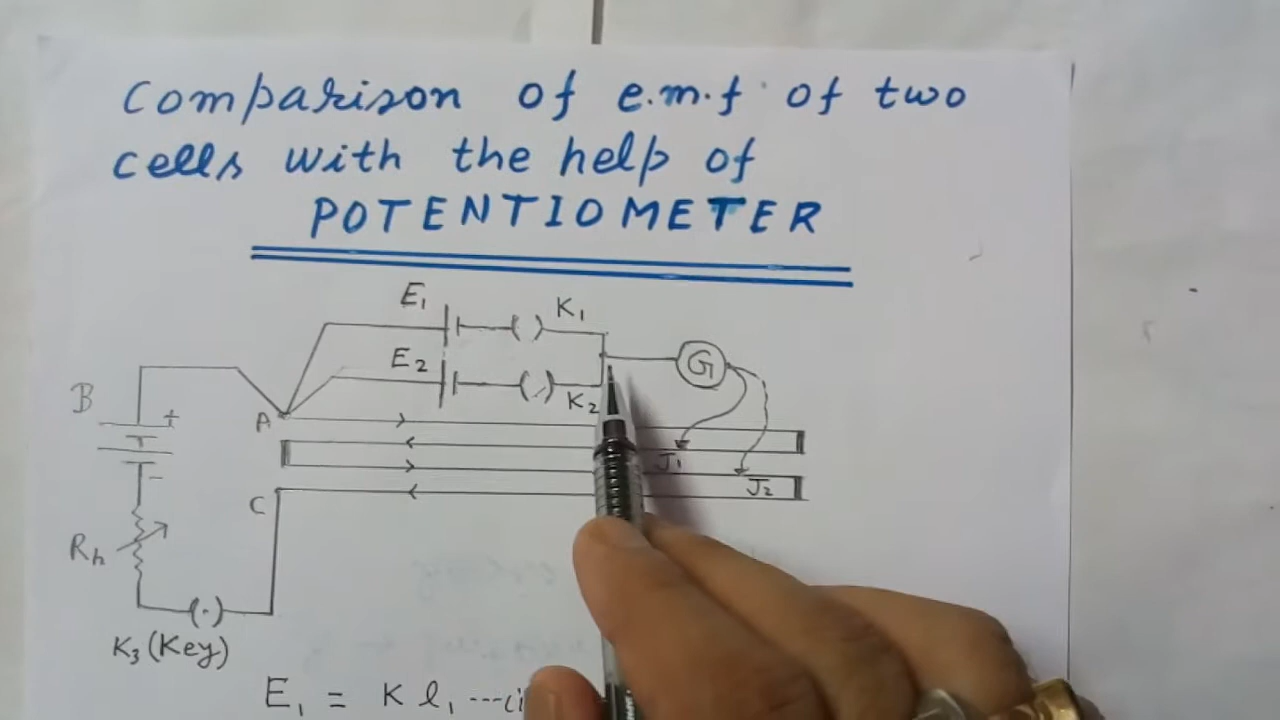 Comparison of e.m.f. of two
cells with the help of
POTENTIOMETER
E1
K1
E2
K2
G
B
+
-
A
J1
J2
C
Rh
K3 (Key)
E1 = K l1 ---(i